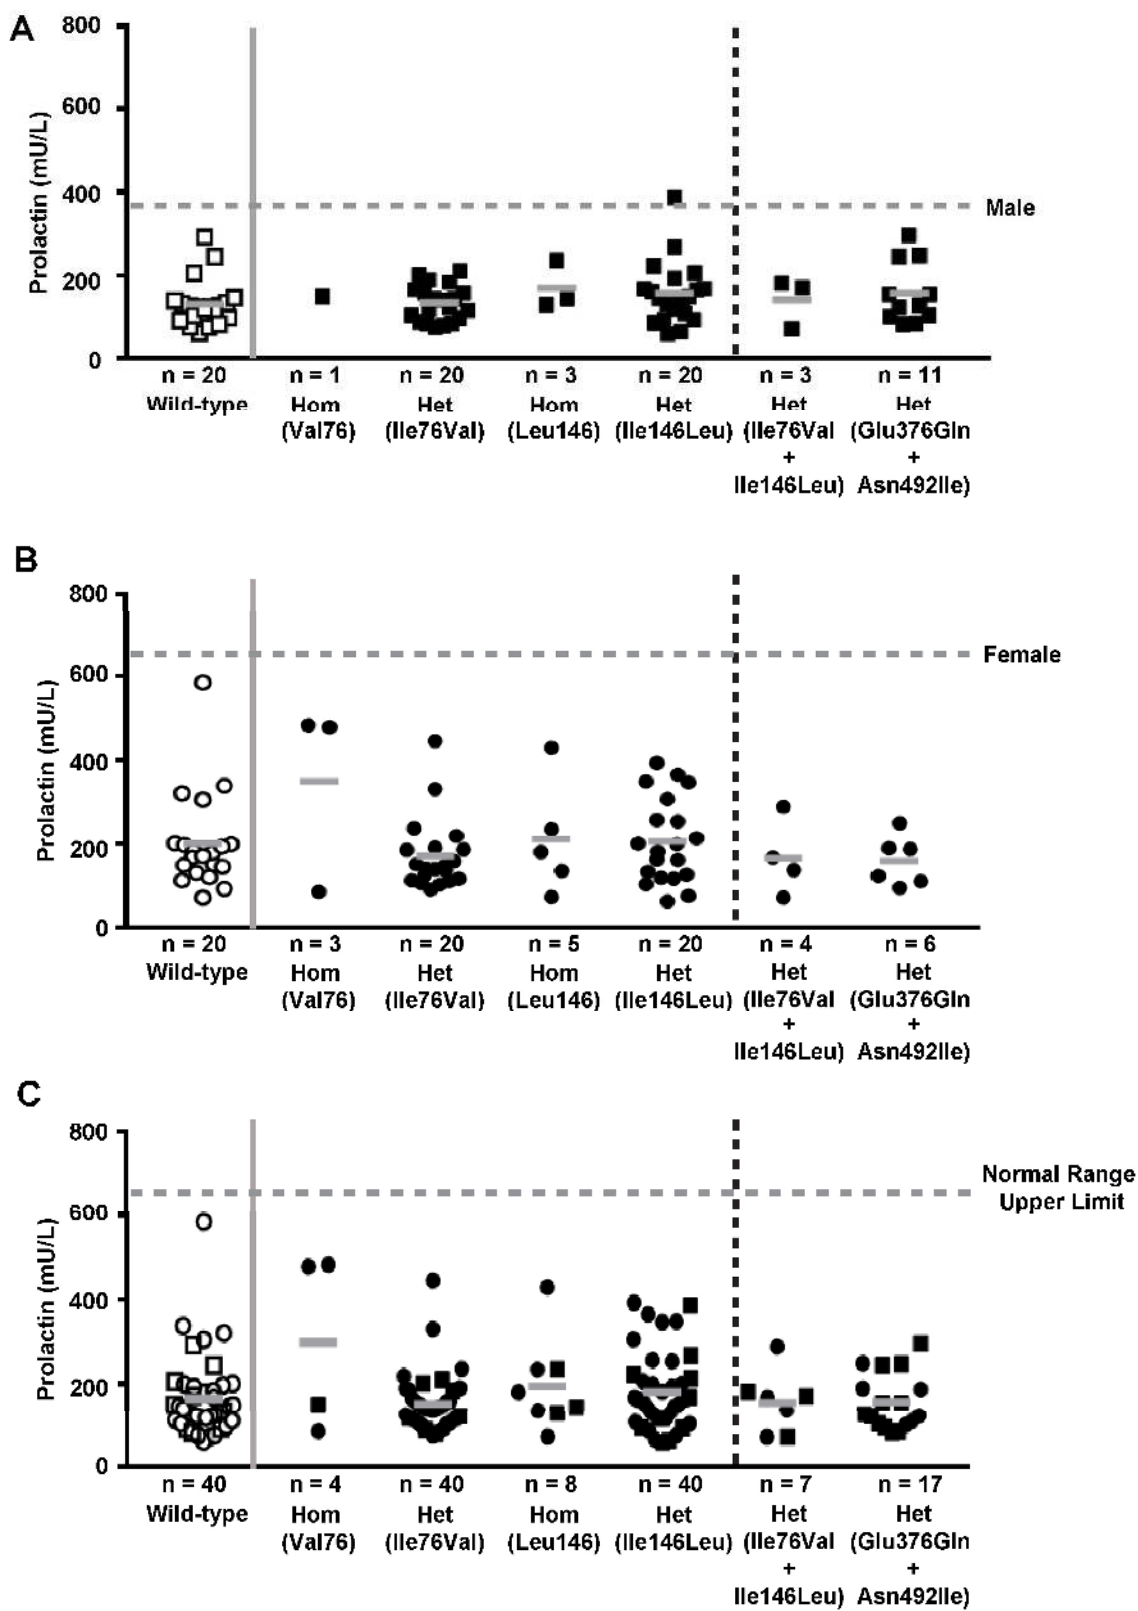 A
800
600
400
200
0
Prolactin (mU/L)
Male
n = 20 n = 1 n = 20 n = 3 n = 20 n = 3 n = 11
Wild-type Hom Het Hom Het Het Het
(Val76) (Ile76Val) (Leu146) (Ile146Leu) (Ile76Val (Glu376Gln
+ +
Ile146Leu) Asn492Ile)
B
800
600
400
200
0
Prolactin (mU/L)
Female
n = 20 n = 3 n = 20 n = 5 n = 20 n = 4 n = 6
Wild-type Hom Het Hom Het Het Het
(Val76) (Ile76Val) (Leu146) (Ile146Leu) (Ile76Val (Glu376Gln
+ +
Ile146Leu) Asn492Ile)
C
800
600
400
200
0
Prolactin (mU/L)
Normal Range
Upper Limit
n = 40 n = 4 n = 40 n = 8 n = 40 n = 7 n = 17
Wild-type Hom Het Hom Het Het Het
(Val76) (Ile76Val) (Leu146) (Ile146Leu) (Ile76Val (Glu376Gln
+ +
Ile146Leu) Asn492Ile)